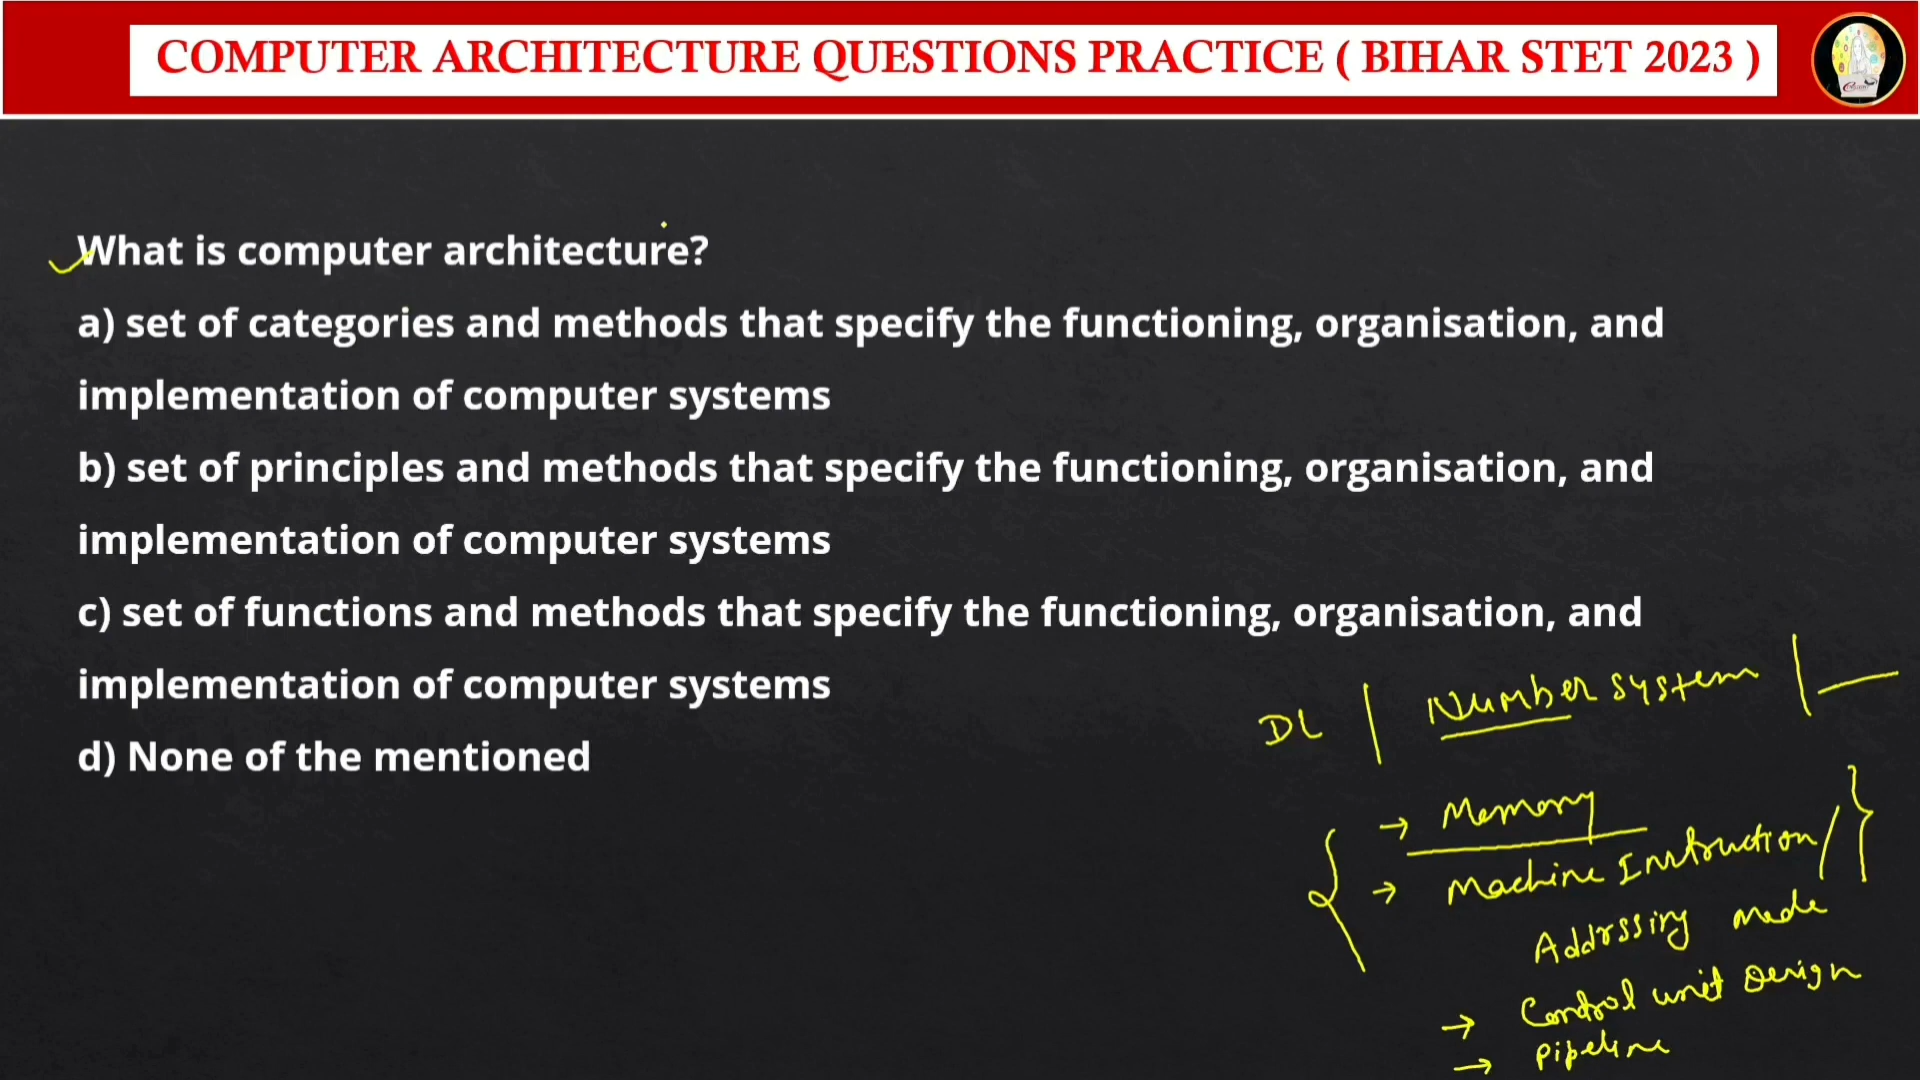 COMPUTER ARCHITECTURE QUESTIONS PRACTICE ( BIHAR STET 2023 )
What is computer architecture?
a) set of categories and methods that specify the functioning, organisation, and
implementation of computer systems
b) set of principles and methods that specify the functioning, organisation, and
implementation of computer systems
c) set of functions and methods that specify the functioning, organisation, and
implementation of computer systems
d) None of the mentioned
DL | Number system |
→ Memory
→ Machine Instruction /
Addrssing mode
→ Control unit Design
→ Pipeline